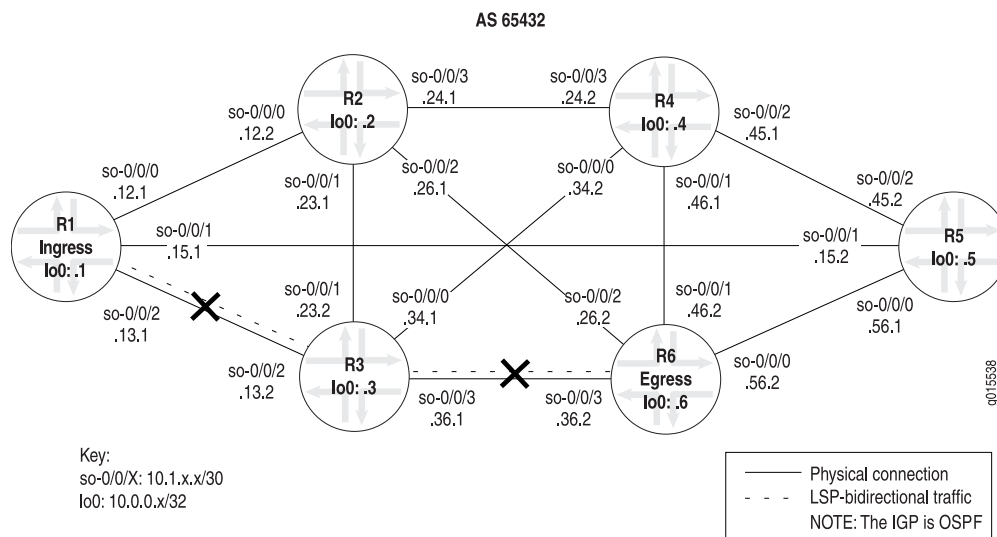 AS 65432
R2
lo0: .2
so-0/0/3
.24.1
so-0/0/3
.24.2
R4
lo0: .4
so-0/0/0
.12.2
so-0/0/2
.45.1
so-0/0/0
.12.1
so-0/0/1
.23.1
so-0/0/2
.26.1
so-0/0/0
.34.2
so-0/0/1
.46.1
so-0/0/2
.45.2
R1
Ingress
lo0: .1
so-0/0/1
.15.1
so-0/0/1
.15.2
R5
lo0: .5
so-0/0/2
.13.1
so-0/0/1
.23.2
so-0/0/0
.34.1
so-0/0/2
.26.2
so-0/0/1
.46.2
so-0/0/0
.56.1
so-0/0/2
.13.2
R3
lo0: .3
so-0/0/3
.36.1
so-0/0/3
.36.2
R6
Egress
lo0: .6
so-0/0/0
.56.2
g015538
Key:
so-0/0/X: 10.1.x.x/30
lo0: 10.0.0.x/32
Physical connection
LSP-bidirectional traffic
NOTE: The IGP is OSPF